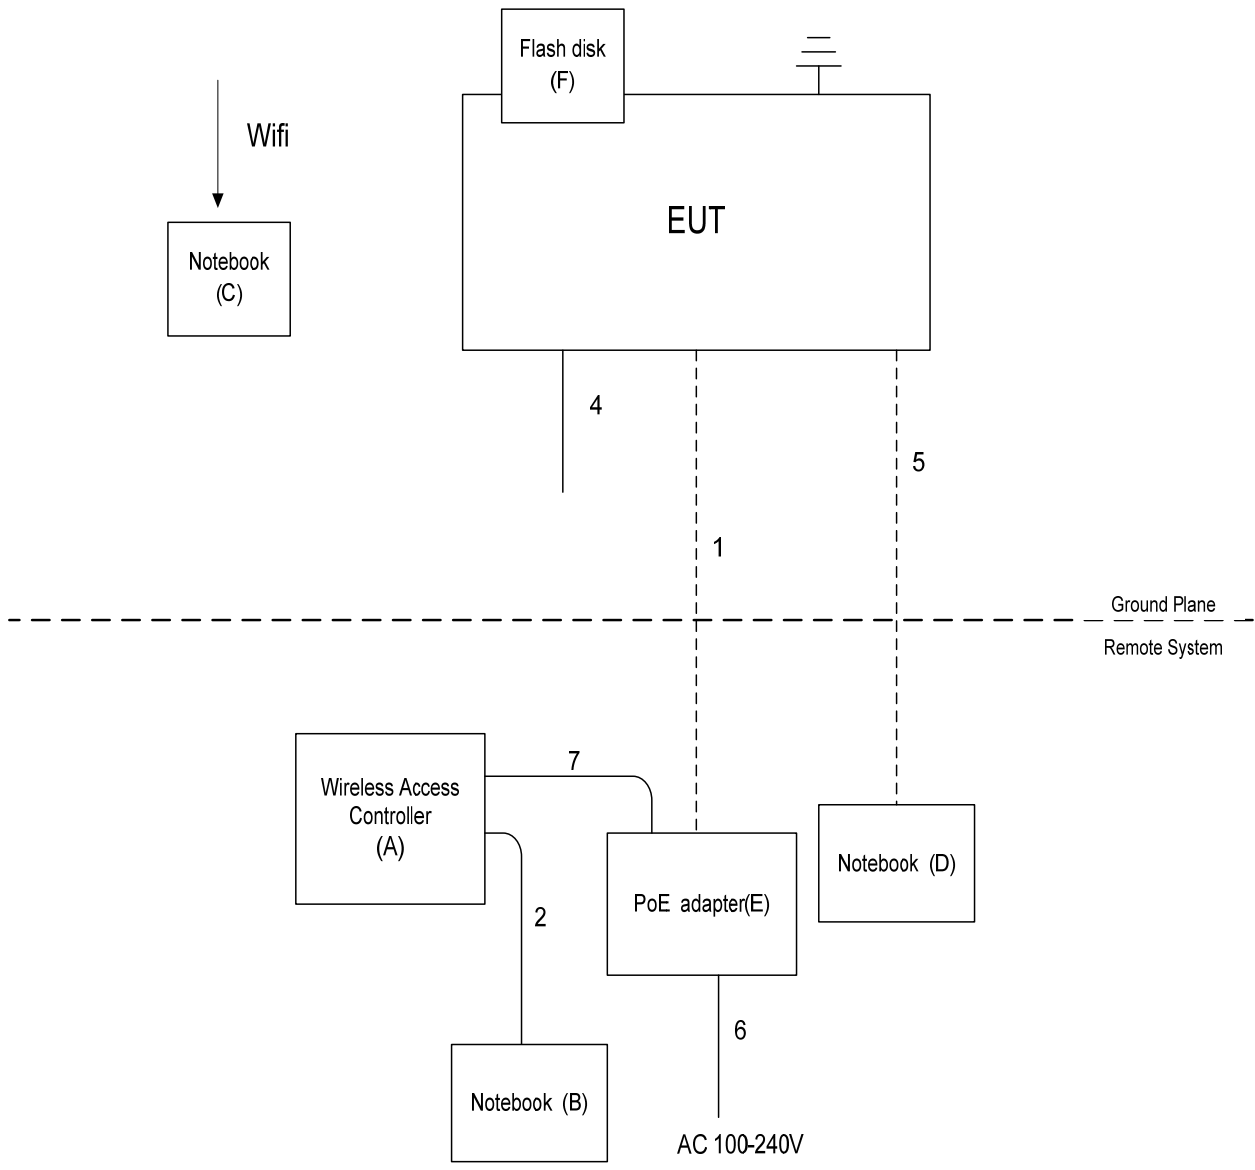 Flash disk
(F)
Wifi
EUT
Notebook
(C)
4
5
1
Ground Plane
Remote System
7
Wireless Access
Controller
(A)
Notebook (D)
PoE adapter(E)
2
6
Notebook (B)
AC 100-240V